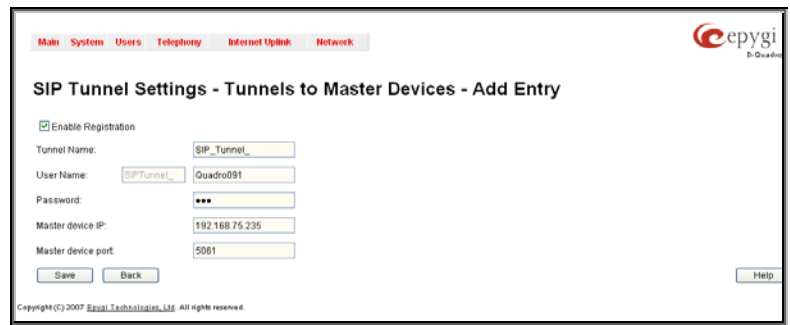 Main System Users Telephony Internet Uplink Network
epygi
SIP Tunnel Settings - Tunnels to Master Devices - Add Entry
Enable Registration
Tunnel Name: SIP_Tunnel_
User Name: SIPTunnel_ Quadro091
Password: •••
Master device IP: 192.168.75.235
Master device port: 5061
Save Back Help
Copyright (C) 2007 Epygi Technologies, Ltd. All rights reserved.